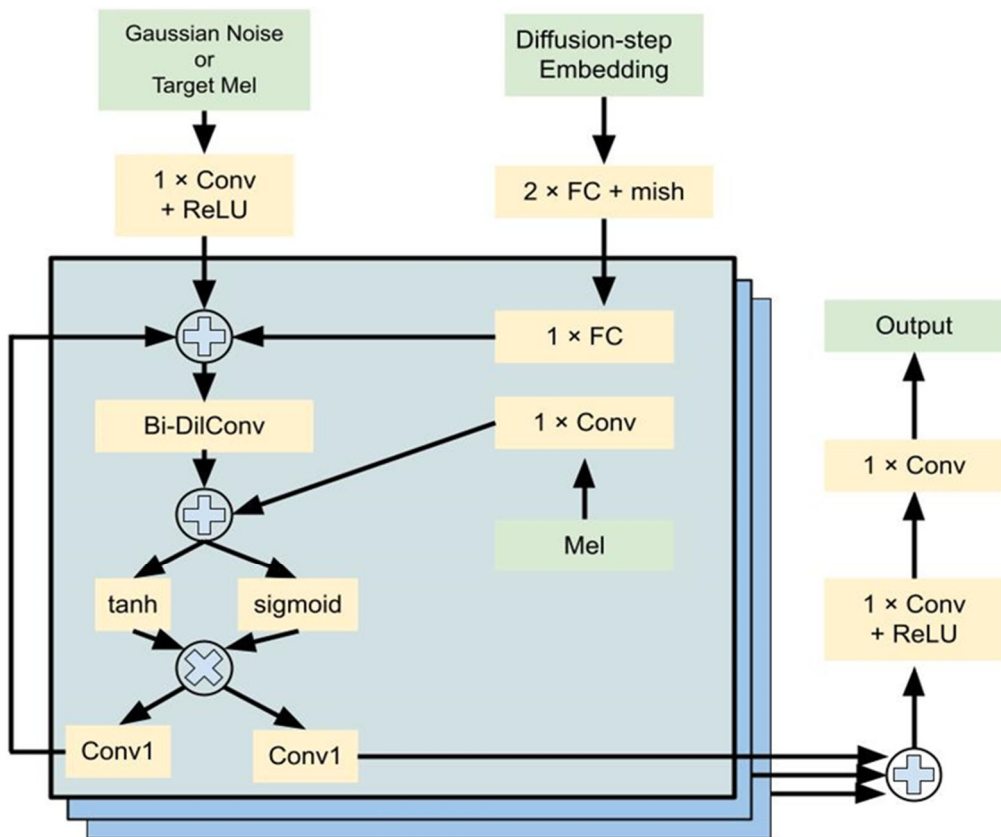 Gaussian Noise
or
Target Mel
Diffusion-step
Embedding
1 × Conv
+ ReLU
2 × FC + mish
1 × FC
Output
Bi-DilConv
1 × Conv
1 × Conv
Mel
tanh
sigmoid
1 × Conv
+ ReLU
Conv1
Conv1